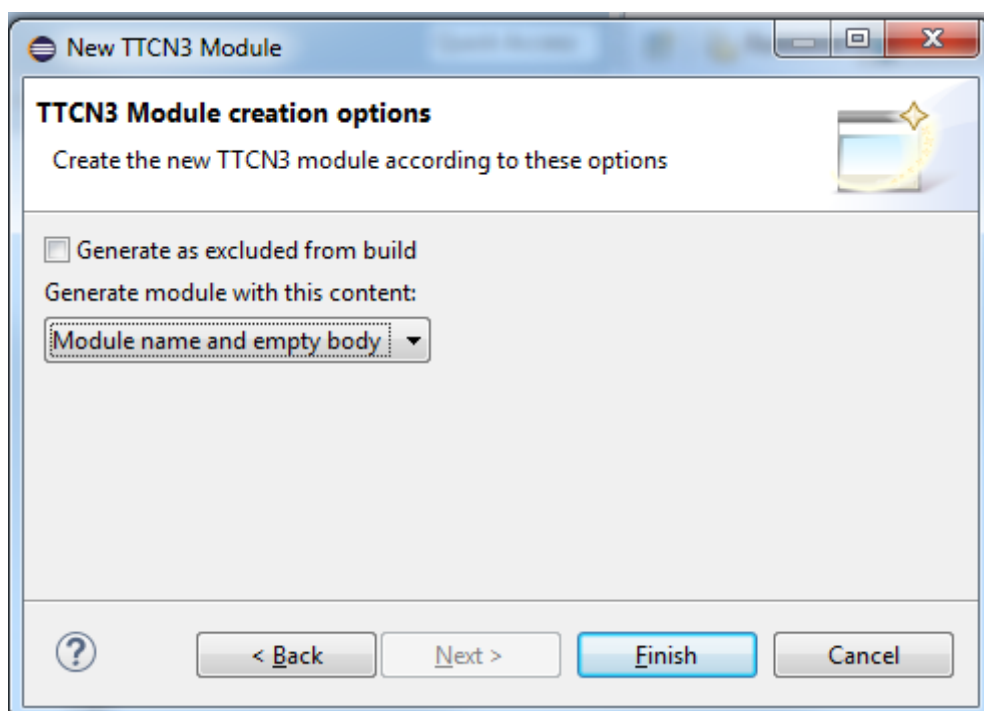 New TTCN3 Module
TTCN3 Module creation options
Create the new TTCN3 module according to these options
Generate as excluded from build
Generate module with this content:
Module name and empty body
?
< Back
Next >
Finish
Cancel